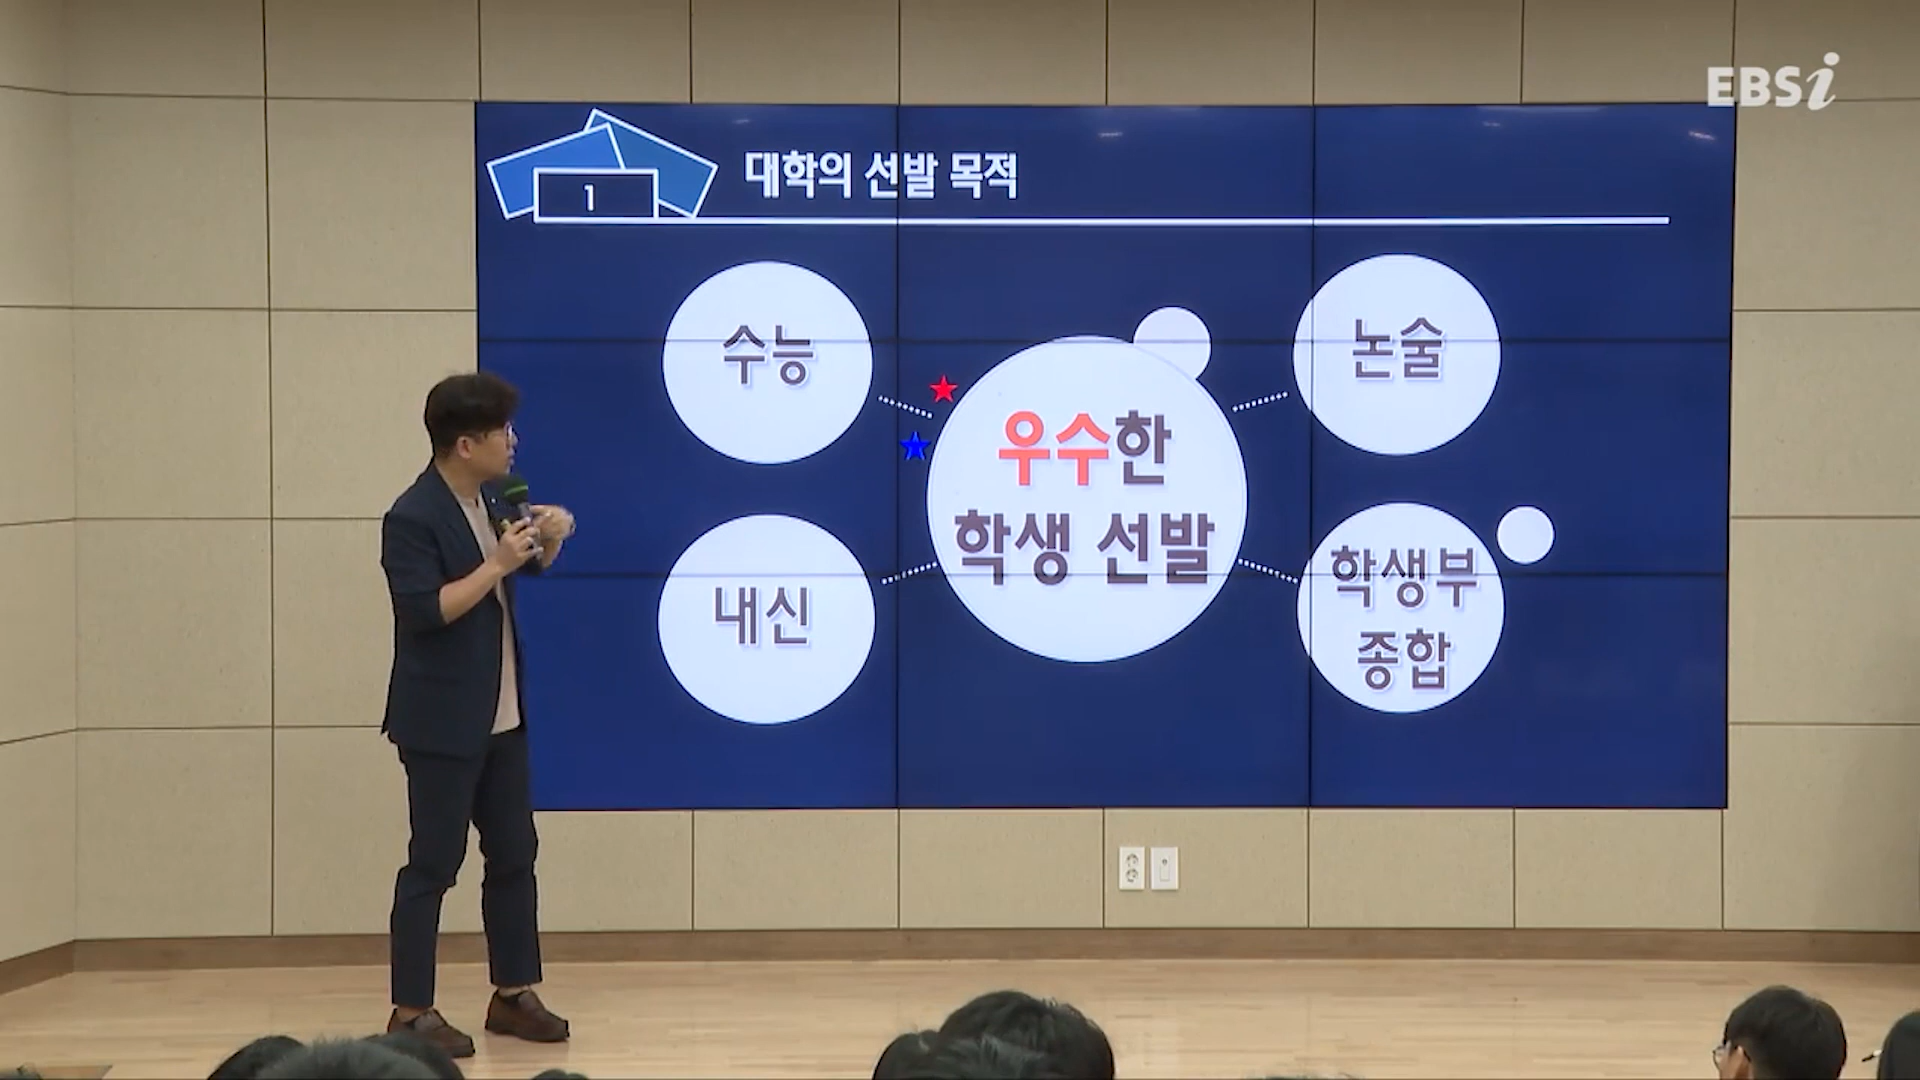 EBSi
1
대학의 선발 목적
수능
논술
우수한
학생 선발
내신
학생부
종합